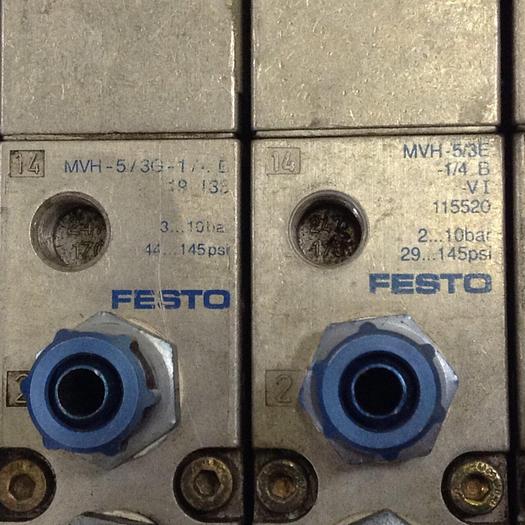 14
MVH-5/3G-1/4 B
3...10bar
44...145psi
FESTO
2
14
MVH-5/3E
-1/4 B
VI
115520
2...10bar
29...145psi
FESTO
2